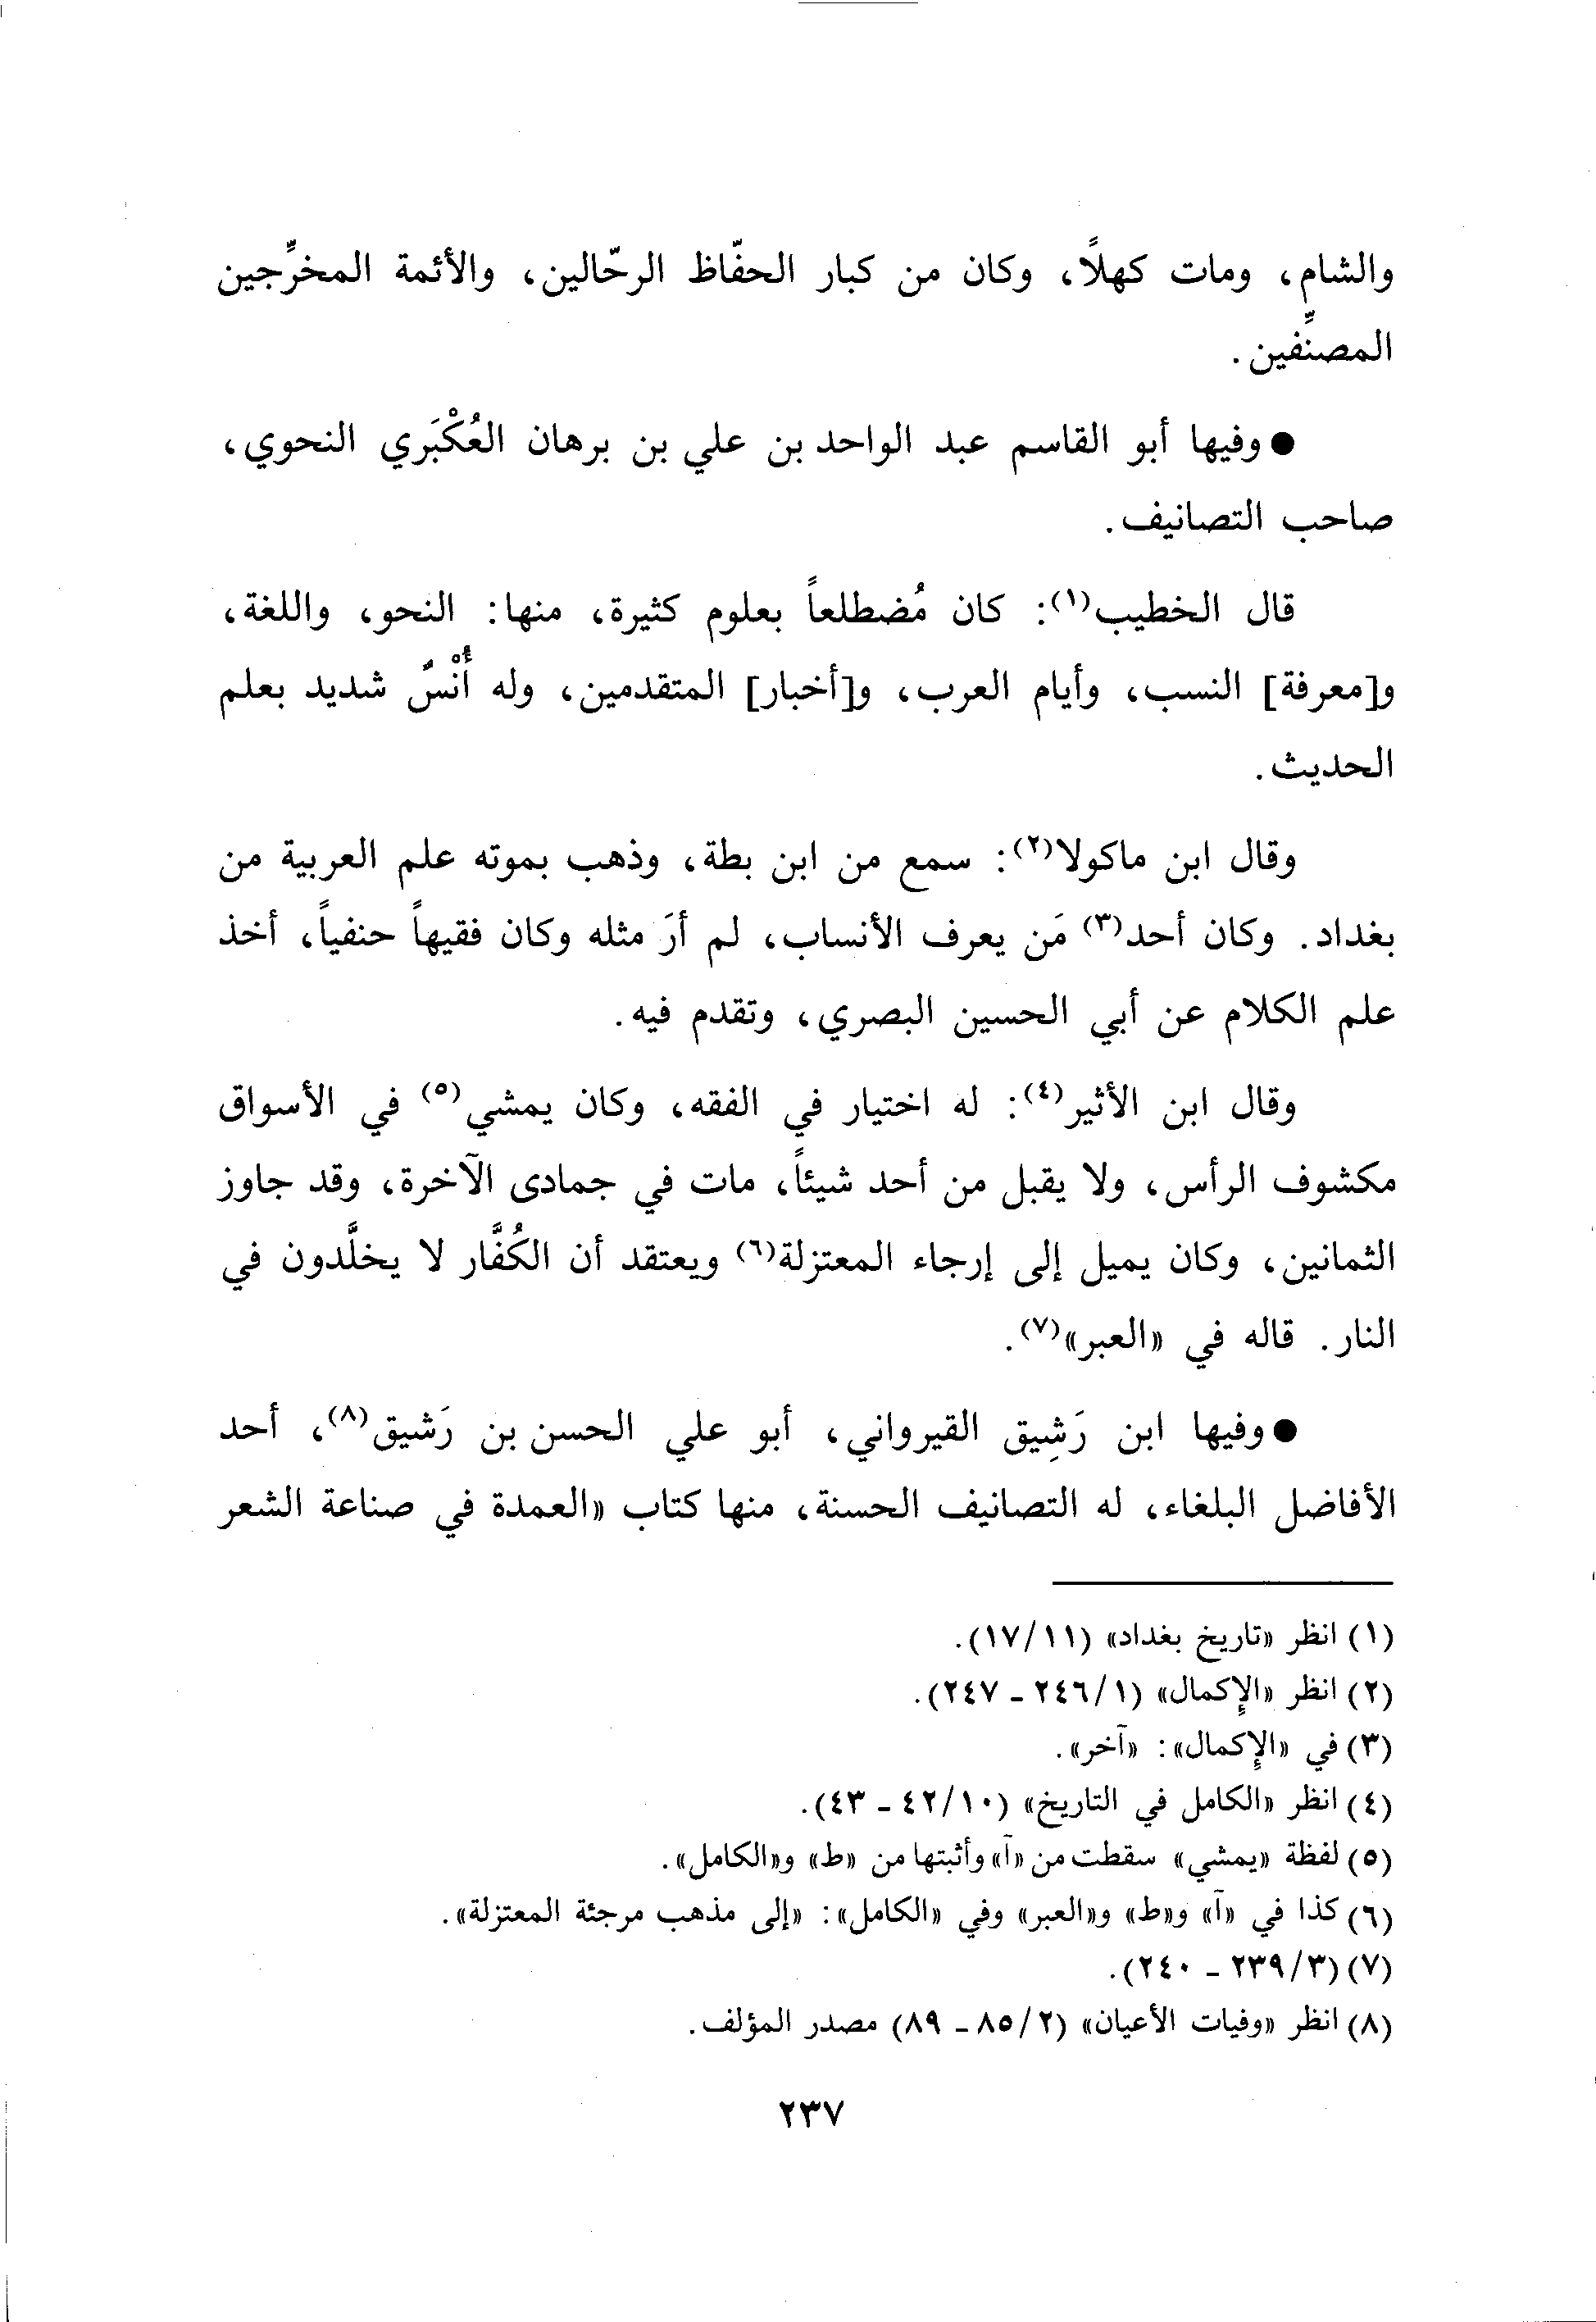 والشام، ومات كهلاً، وكان من كبار الحفّاظ الرحّالين، والأئمة المخرِّجين
المصنِّفين.
● وفيها أبو القاسم عبد الواحد بن علي بن برهان العُكْبَري النحوي،
صاحب التصانيف.
قال الخطيب(١): كان مُضطلعاً بعلوم كثيرة، منها: النحو، واللغة،
و[معرفة] النسب، وأيام العرب، و[أخبار] المتقدمين، وله أُنْسٌ شديد بعلم
الحديث.
وقال ابن ماكولا(٢): سمع من ابن بطة، وذهب بموته علم العربية من
بغداد. وكان أحد(٣) مَن يعرف الأنساب، لم أرَ مثله وكان فقيهاً حنفياً، أخذ
علم الكلام عن أبي الحسين البصري، وتقدم فيه.
وقال ابن الأثير(٤): له اختيار في الفقه، وكان يمشي(٥) في الأسواق
مكشوف الرأس، ولا يقبل من أحد شيئاً، مات في جمادى الآخرة، وقد جاوز
الثمانين، وكان يميل إلى إرجاء المعتزلة(٦) ويعتقد أن الكُفَّار لا يخلَّدون في
النار. قاله في «العبر»(٧).
● وفيها ابن رَشِيق القيرواني، أبو علي الحسن بن رَشيق(٨)، أحد
الأفاضل البلغاء، له التصانيف الحسنة، منها كتاب «العمدة في صناعة الشعر
(١) انظر «تاريخ بغداد» (١٧/١١).
(٢) انظر «الإكمال» (٢٤٦/١ - ٢٤٧).
(٣) في «الإكمال»: «آخر».
(٤) انظر «الكامل في التاريخ» (٤٢/١٠ - ٤٣).
(٥) لفظة «يمشي» سقطت من «آ» وأثبتها من «ط» و«الكامل».
(٦) كذا في «آ» و«ط» و«العبر» وفي «الكامل»: «إلى مذهب مرجئة المعتزلة».
(٧) (٢٣٩/٣ - ٢٤٠).
(٨) انظر «وفيات الأعيان» (٨٥/٢ - ٨٩) مصدر المؤلف.
٢٣٧